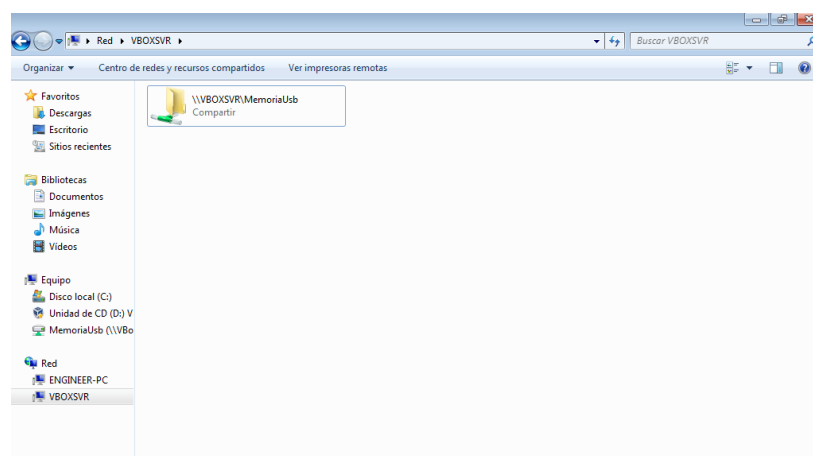 Red VBOXSVR
Buscar VBOXSVR
Organizar Centro de redes y recursos compartidos Ver impresoras remotas
Favoritos
Descargas
Escritorio
Sitios recientes
Bibliotecas
Documentos
Imágenes
Música
Vídeos
Equipo
Disco local (C:)
Unidad de CD (D:) V
MemoriaUsb (\\VBo
Red
ENGINEER-PC
VBOXSVR
\\VBOXSVR\MemoriaUsb
Compartir